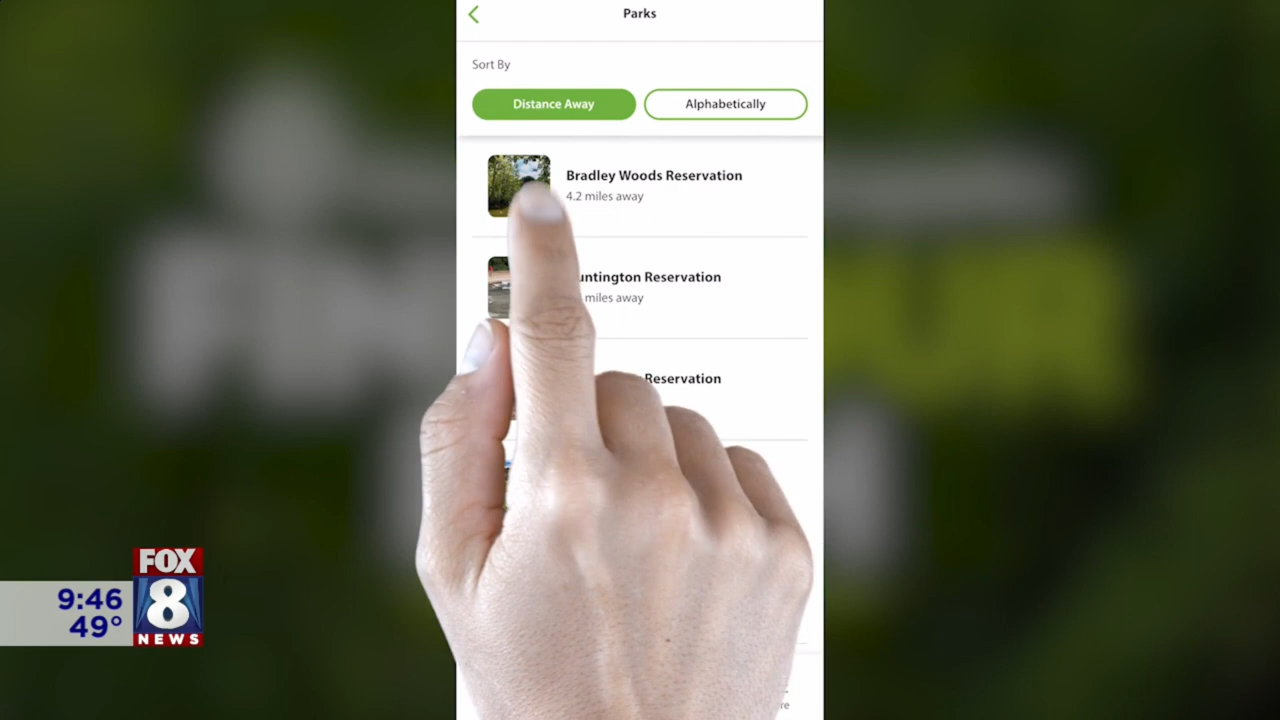 Parks
Sort By
Distance Away
Alphabetically
Bradley Woods Reservation
4.2 miles away
untington Reservation
miles away
Reservation
re
9:46
49°
FOX
8
NEWS